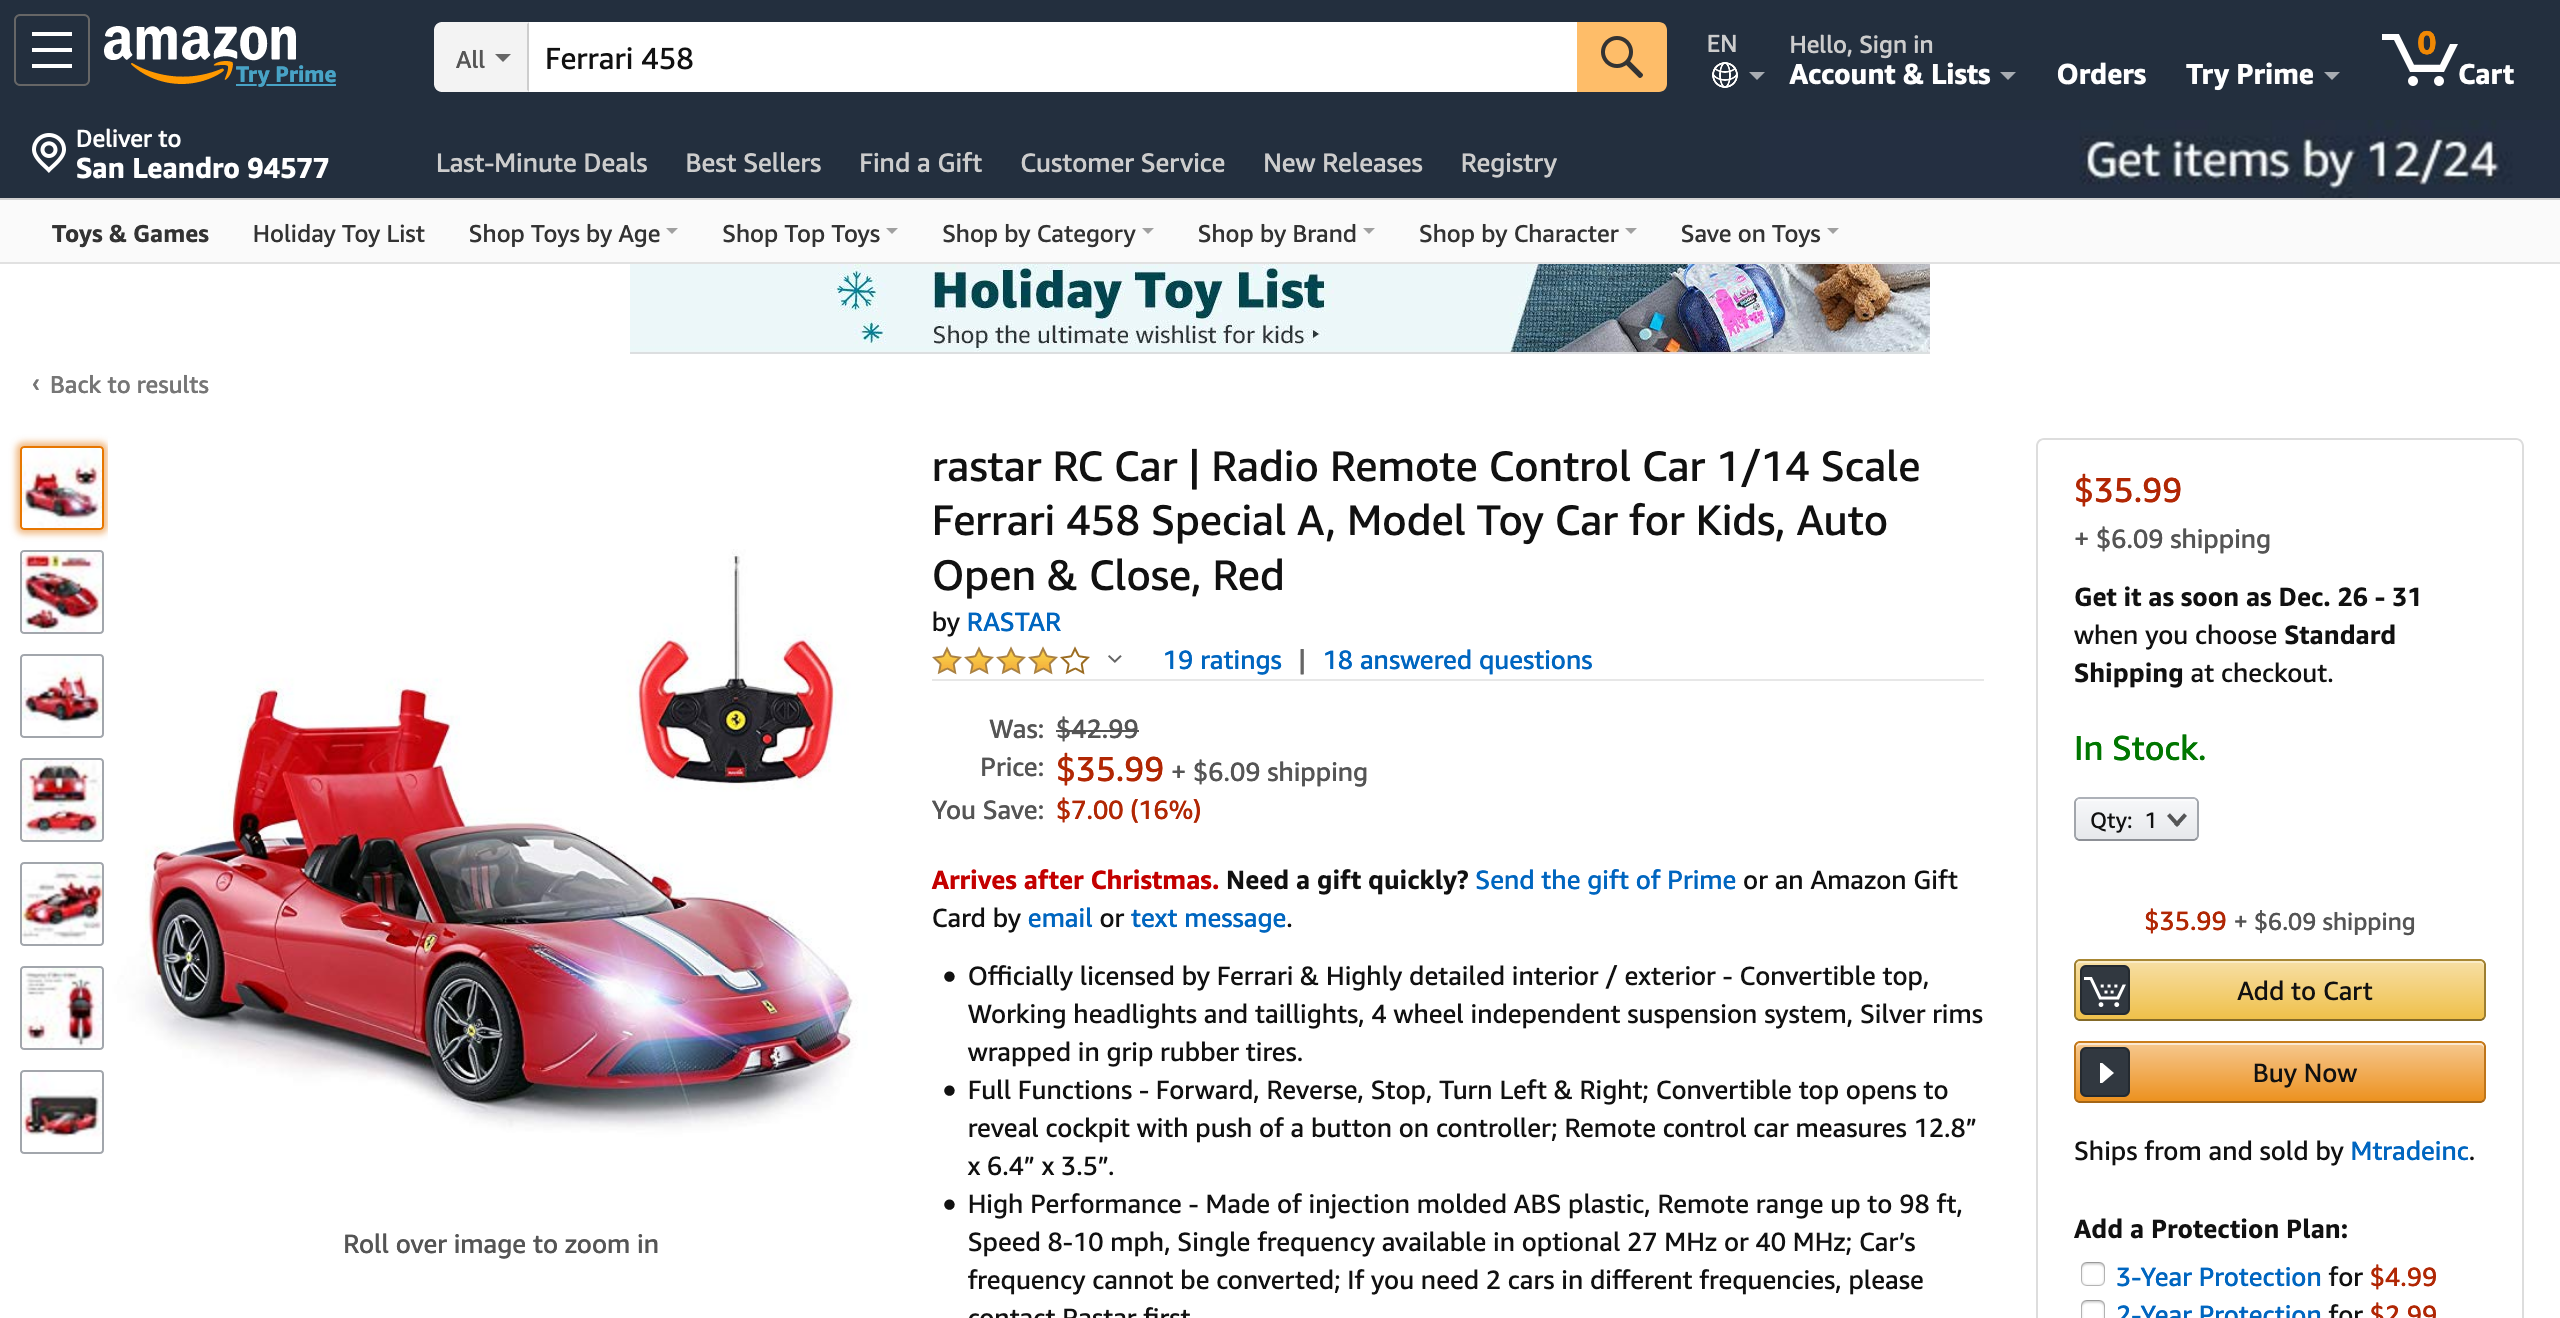 amazon
Try Prime
All
Ferrari 458
EN
Hello, Sign in
Account & Lists
Orders
Try Prime
0
Cart
Deliver to
San Leandro 94577
Last-Minute Deals
Best Sellers
Find a Gift
Customer Service
New Releases
Registry
Get items by 12/24
Toys & Games
Holiday Toy List
Shop Toys by Age
Shop Top Toys
Shop by Category
Shop by Brand
Shop by Character
Save on Toys
Holiday Toy List
Shop the ultimate wishlist for kids
‹ Back to results
Roll over image to zoom in
rastar RC Car | Radio Remote Control Car 1/14 Scale
Ferrari 458 Special A, Model Toy Car for Kids, Auto
Open & Close, Red
by RASTAR
19 ratings | 18 answered questions
Was: $42.99
Price: $35.99 + $6.09 shipping
You Save: $7.00 (16%)
Arrives after Christmas. Need a gift quickly? Send the gift of Prime or an Amazon Gift
Card by email or text message.
• Officially licensed by Ferrari & Highly detailed interior / exterior - Convertible top,
Working headlights and taillights, 4 wheel independent suspension system, Silver rims
wrapped in grip rubber tires.
• Full Functions - Forward, Reverse, Stop, Turn Left & Right; Convertible top opens to
reveal cockpit with push of a button on controller; Remote control car measures 12.8”
x 6.4” x 3.5”.
• High Performance - Made of injection molded ABS plastic, Remote range up to 98 ft,
Speed 8-10 mph, Single frequency available in optional 27 MHz or 40 MHz; Car’s
frequency cannot be converted; If you need 2 cars in different frequencies, please
contact Rastar first
$35.99
+ $6.09 shipping
Get it as soon as Dec. 26 - 31
when you choose Standard
Shipping at checkout.
In Stock.
Qty: 1
$35.99 + $6.09 shipping
Add to Cart
Buy Now
Ships from and sold by Mtradeinc.
Add a Protection Plan:
3-Year Protection for $4.99
2-Year Protection for $2.99